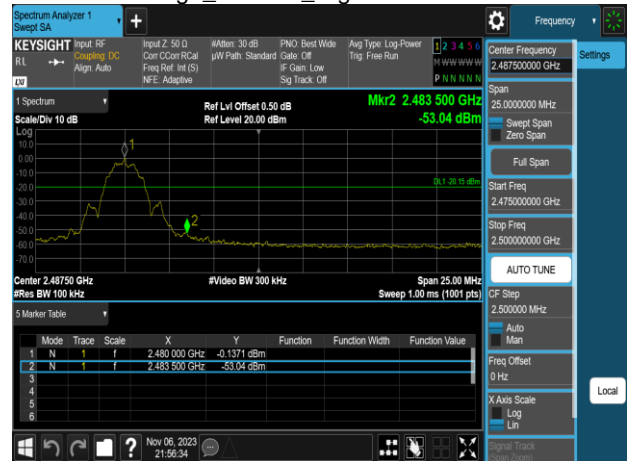 Spectrum Analyzer 1
Swept SA
Frequency
KEYSIGHT
RL
LXI
Input: RF
Coupling: DC
Align: Auto
Input Z: 50 Ω
Corr CCorr RCal
Freq Ref: Int (S)
NFE: Adaptive
#Atten: 30 dB
µW Path: Standard
PNO: Best Wide
Gate: Off
IF Gain: Low
Sig Track: Off
Avg Type: Log-Power
Trig: Free Run
1 2 3 4 5 6
M W W W W W
P N N N N N
Center Frequency
2.487500000 GHz
Settings
Span
25.0000000 MHz
Swept Span
Zero Span
Full Span
Start Freq
2.475000000 GHz
Stop Freq
2.500000000 GHz
AUTO TUNE
CF Step
2.500000 MHz
Auto
Man
Freq Offset
0 Hz
X Axis Scale
Log
Lin
Signal Track
(Span Zoom)
Local
1 Spectrum
Scale/Div 10 dB
Log
Ref Lvl Offset 0.50 dB
Ref Level 20.00 dBm
Mkr2 2.483 500 GHz
-53.04 dBm
10.0
0.00
-10.0
-20.0
-30.0
-40.0
-50.0
-60.0
-70.0
1
2
DL1 -20.15 dBm
Center 2.48750 GHz
#Res BW 100 kHz
#Video BW 300 kHz
Span 25.00 MHz
Sweep 1.00 ms (1001 pts)
5 Marker Table
Mode Trace Scale X Y Function Function Width Function Value
1 N 1 f 2.480 000 GHz -0.1371 dBm
2 N 1 f 2.483 500 GHz -53.04 dBm
3
4
5
6
Nov 06, 2023
21:56:34